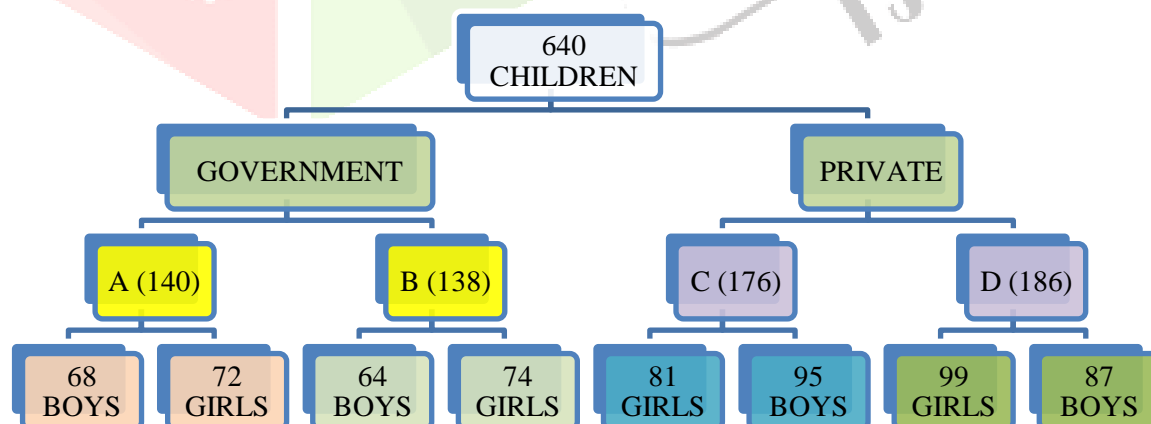 640
CHILDREN
GOVERNMENT
PRIVATE
A (140)
B (138)
C (176)
D (186)
68
BOYS
72
GIRLS
64
BOYS
74
GIRLS
81
GIRLS
95
BOYS
99
GIRLS
87
BOYS